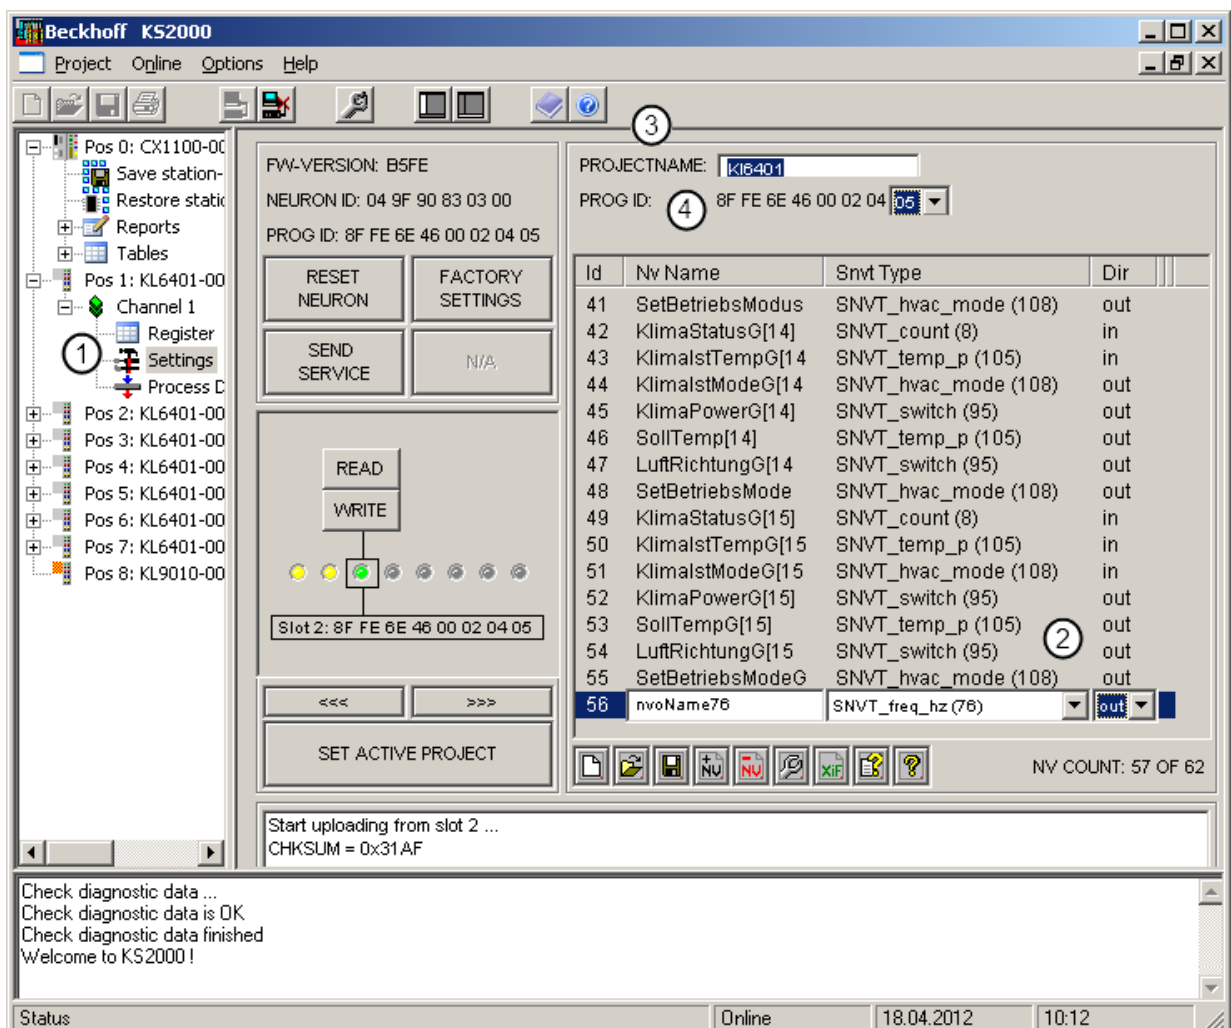 Beckhoff KS2000
Project Online Options Help
Pos 0: CX1100-00
Save station-
Restore static
Reports
Tables
Pos 1: KL6401-00
Channel 1
Register
1
Settings
Process D
Pos 2: KL6401-00
Pos 3: KL6401-00
Pos 4: KL6401-00
Pos 5: KL6401-00
Pos 6: KL6401-00
Pos 7: KL6401-00
Pos 8: KL9010-00
FW-VERSION: B5FE
NEURON ID: 04 9F 90 83 03 00
PROG ID: 8F FE 6E 46 00 02 04 05
RESET NEURON
FACTORY SETTINGS
SEND SERVICE
N/A
READ
WRITE
Slot 2: 8F FE 6E 46 00 02 04 05
<<< >>>
SET ACTIVE PROJECT
3
PROJECTNAME: Kl6401
PROG ID: 4 8F FE 6E 46 00 02 04 05
Id Nv Name Snvt Type Dir
41 SetBetriebsModus SNVT_hvac_mode (108) out
42 KlimaStatusG[14] SNVT_count (8) in
43 KlimaIstTempG[14 SNVT_temp_p (105) in
44 KlimaIstModeG[14 SNVT_hvac_mode (108) out
45 KlimaPowerG[14] SNVT_switch (95) out
46 SollTemp[14] SNVT_temp_p (105) out
47 LuftRichtungG[14 SNVT_switch (95) out
48 SetBetriebsMode SNVT_hvac_mode (108) out
49 KlimaStatusG[15] SNVT_count (8) in
50 KlimaIstTempG[15 SNVT_temp_p (105) in
51 KlimaIstModeG[15 SNVT_hvac_mode (108) in
52 KlimaPowerG[15] SNVT_switch (95) out
53 SollTempG[15] SNVT_temp_p (105) out
2
54 LuftRichtungG[15 SNVT_switch (95) out
55 SetBetriebsModeG SNVT_hvac_mode (108) out
56 nvoName76 SNVT_freq_hz (76) out
NV NV XiF
NV COUNT: 57 OF 62
Start uploading from slot 2 ...
CHKSUM = 0x31AF
Check diagnostic data ...
Check diagnostic data is OK
Check diagnostic data finished
Welcome to KS2000 !
Status Online 18.04.2012 10:12